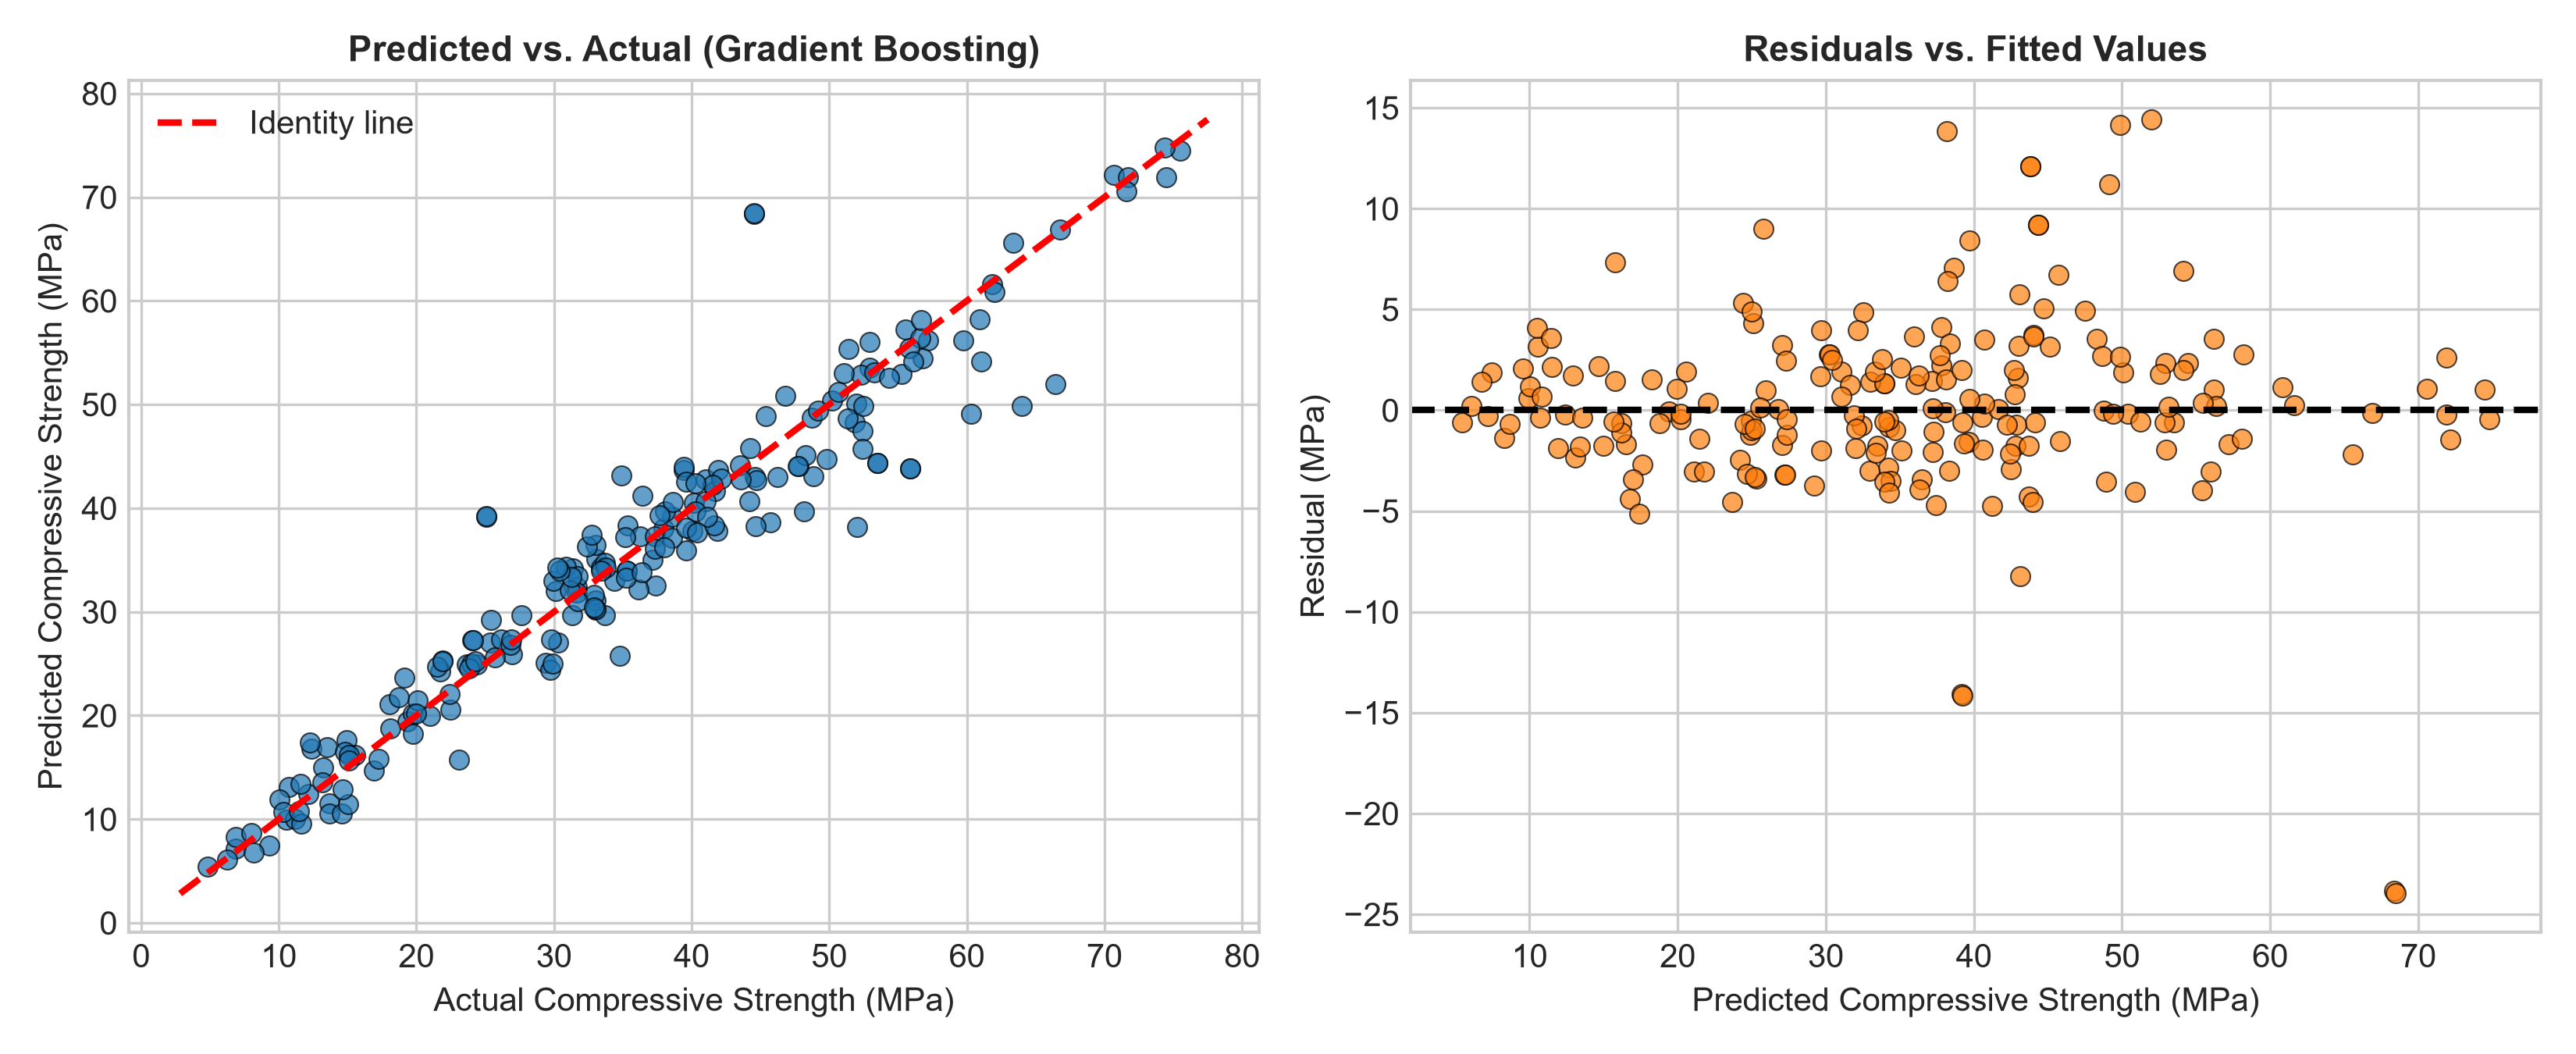 Predicted vs. Actual (Gradient Boosting)
Identity line
80
70
60
50
40
30
20
10
0
Predicted Compressive Strength (MPa)
0 10 20 30 40 50 60 70 80
Actual Compressive Strength (MPa)
Residuals vs. Fitted Values
15
10
5
0
−5
−10
−15
−20
−25
Residual (MPa)
10 20 30 40 50 60 70
Predicted Compressive Strength (MPa)